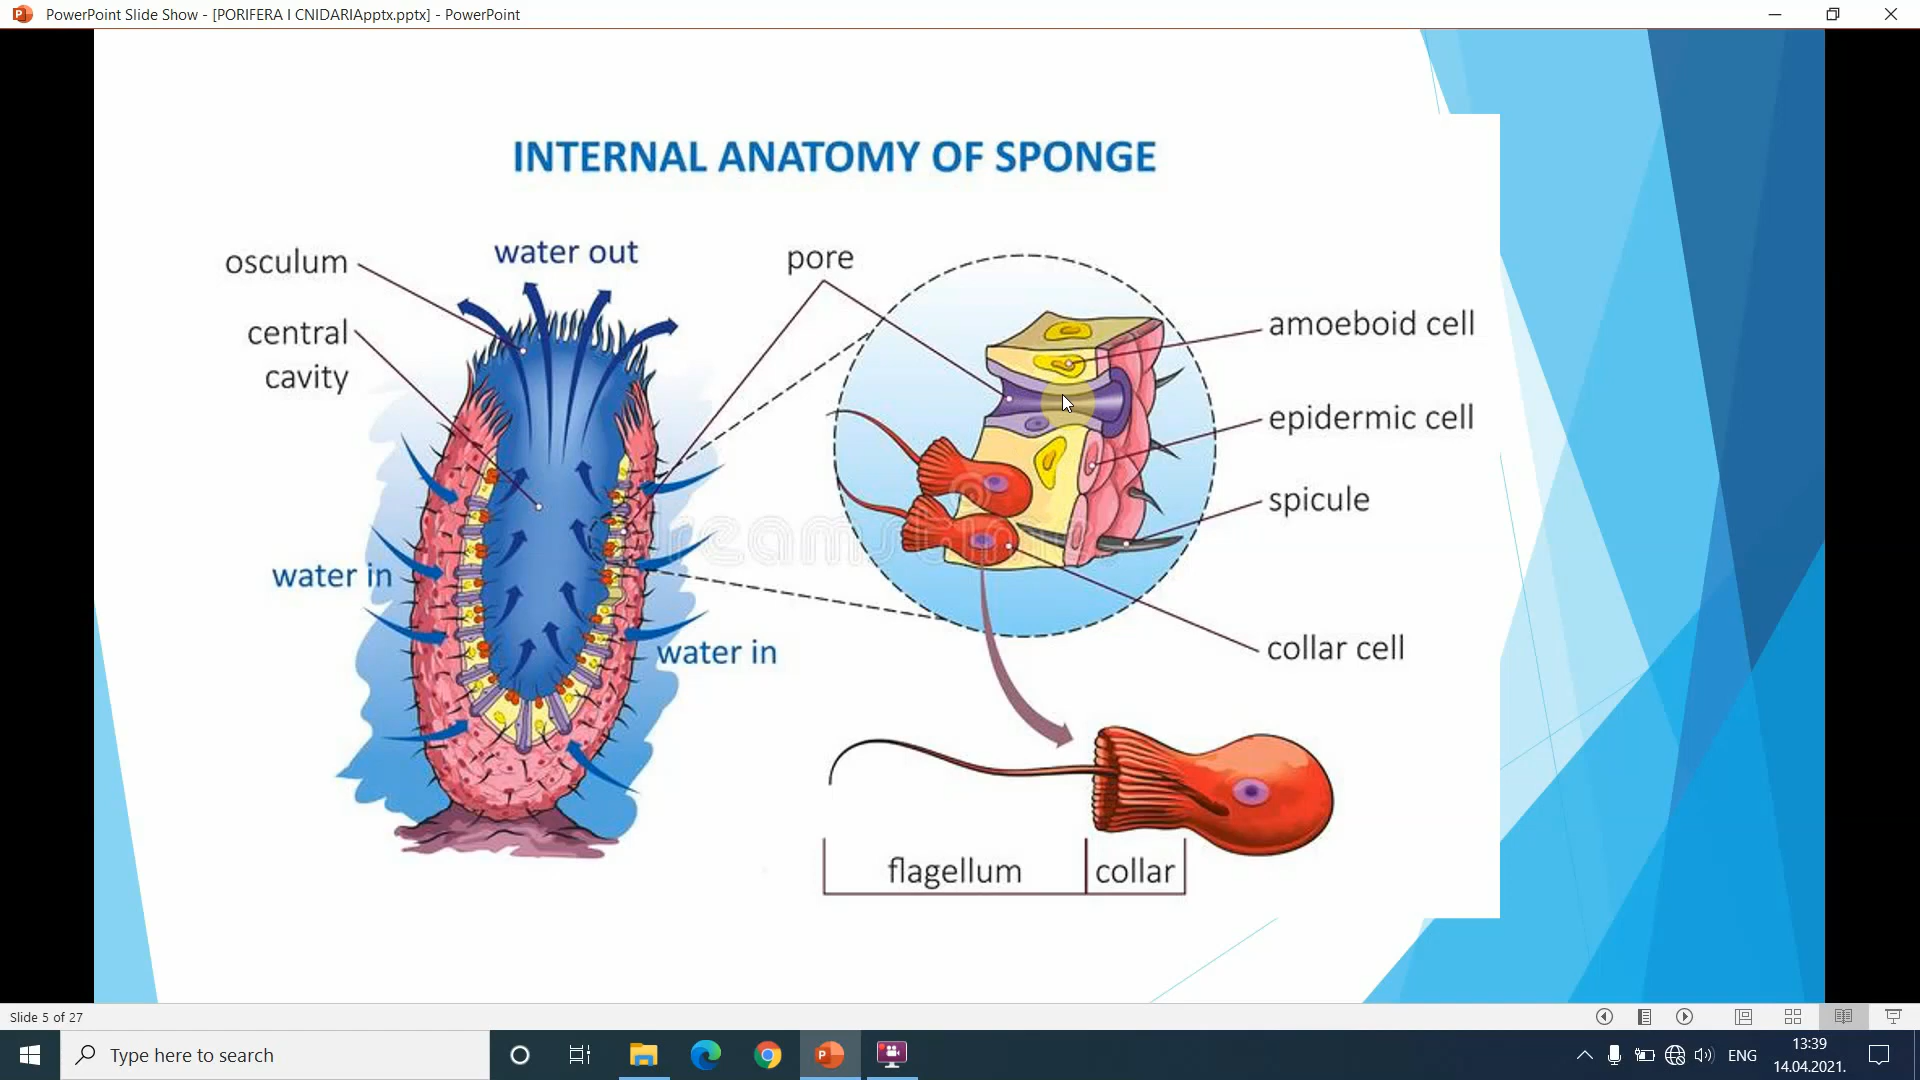 PowerPoint Slide Show - [PORIFERA I CNIDARIApptx.pptx] - PowerPoint
INTERNAL ANATOMY OF SPONGE
osculum
water out
pore
central
cavity
amoeboid cell
epidermic cell
spicule
dreamstime
water in
water in
collar cell
flagellum
collar
Slide 5 of 27
Type here to search
ENG
13:39
14.04.2021.